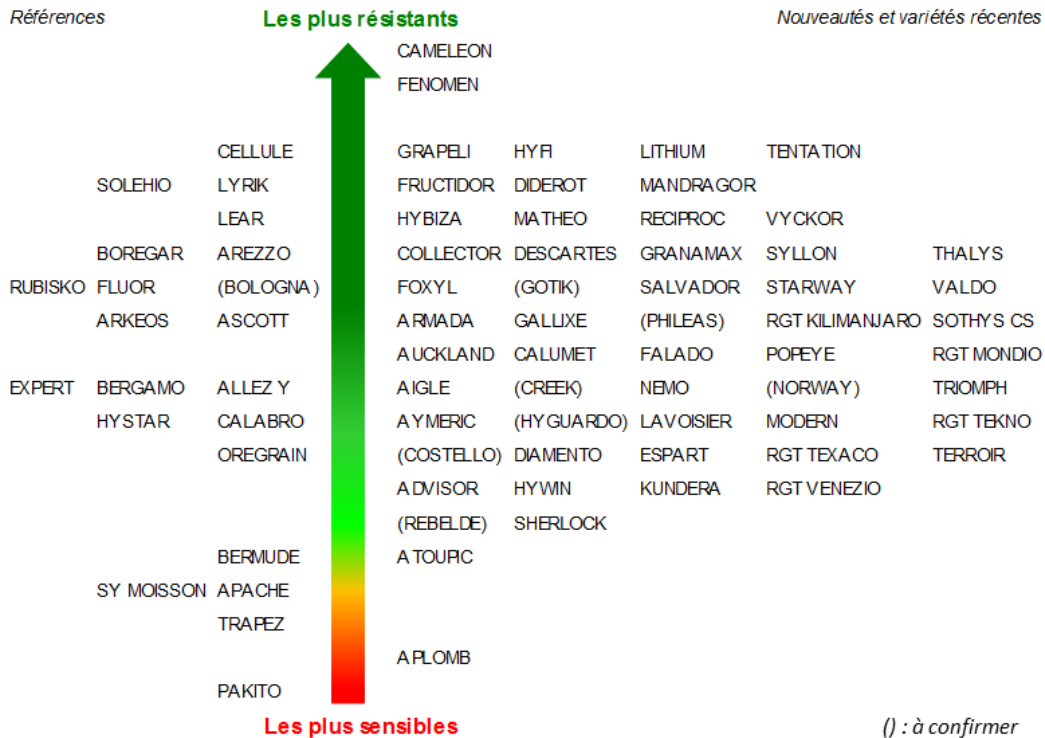 Références Les plus résistants Nouveautés et variétés récentes
CAMELEON
FENOMEN
CELLULE GRAPELI HYFI LITHIUM TENTATION
SOLEHIO LYRIK FRUCTIDOR DIDEROT MANDRAGOR
LEAR HYBIZA MATHEO RECIPROC VYCKOR
BOREGAR AREZZO COLLECTOR DESCARTES GRANAMAX SYLLON THALYS
RUBISKO FLUOR (BOLOGNA) FOXYL (GOTIK) SALVADOR STARWAY VALDO
ARKEOS ASCOTT ARMADA GALLIXE (PHILEAS) RGT KILIMANJARO SOTHYS CS
AUCKLAND CALUMET FALADO POPEYE RGT MONDIO
EXPERT BERGAMO ALLEZ Y AIGLE (CREEK) NEMO (NORWAY) TRIOMPH
HYSTAR CALABRO AYMERIC (HYGUARDO) LAVOISIER MODERN RGT TEKNO
OREGRAIN (COSTELLO) DIAMENTO ESPART RGT TEXACO TERROIR
ADVISOR HYWIN KUNDERA RGT VENEZIO
(REBELDE) SHERLOCK
BERMUDE ATOUPIC
SY MOISSON APACHE
TRAPEZ
APLOMB
PAKITO
Les plus sensibles () : à confirmer